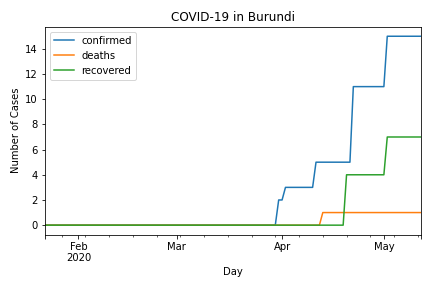 COVID-19 in Burundi
confirmed
deaths
recovered
Number of Cases
14
12
10
8
6
4
2
0
Feb Mar Apr May
2020
Day